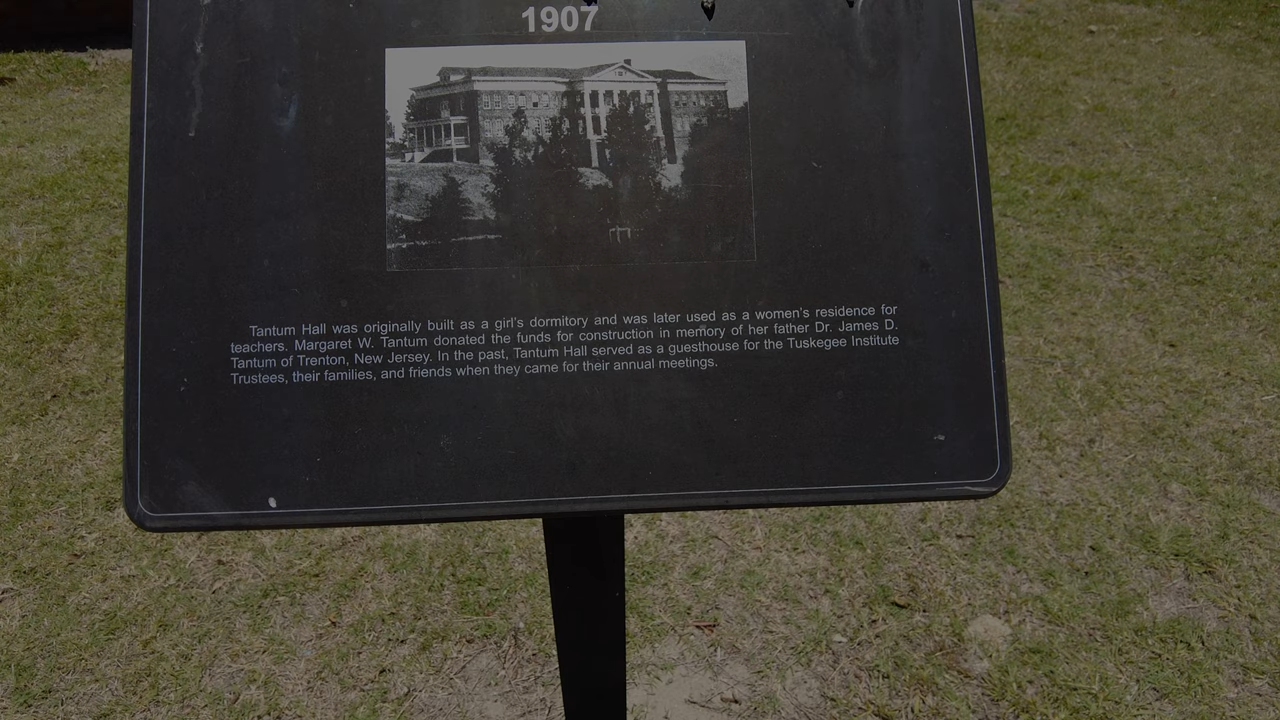 1907
Tantum Hall was originally built as a girl's dormitory and was later used as a women's residence for
teachers. Margaret W. Tantum donated the funds for construction in memory of her father Dr. James D.
Tantum of Trenton, New Jersey. In the past, Tantum Hall served as a guesthouse for the Tuskegee Institute
Trustees, their families, and friends when they came for their annual meetings.